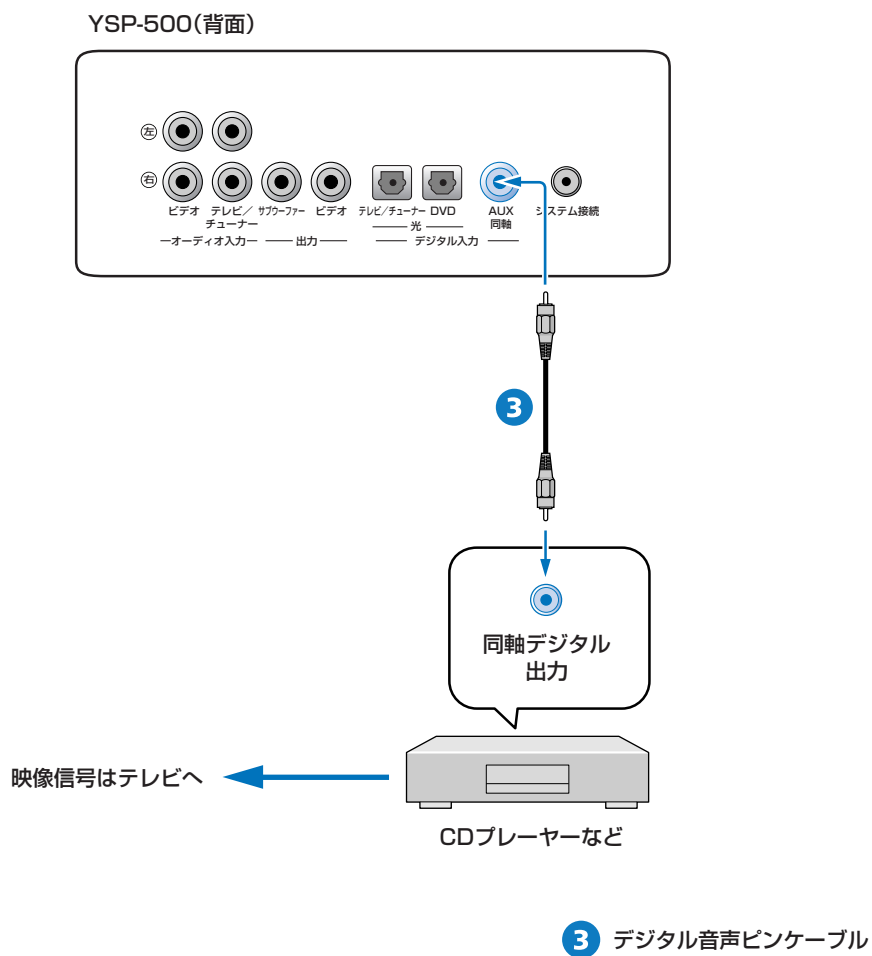 YSP-500(背面)
左
右
ビデオ テレビ/チューナー サブウーファー ビデオ テレビ/チューナー DVD AUX同軸 システム接続
光
オーディオ入力 出力 デジタル入力
3
同軸デジタル
出力
映像信号はテレビへ
CDプレーヤーなど
3 デジタル音声ピンケーブル